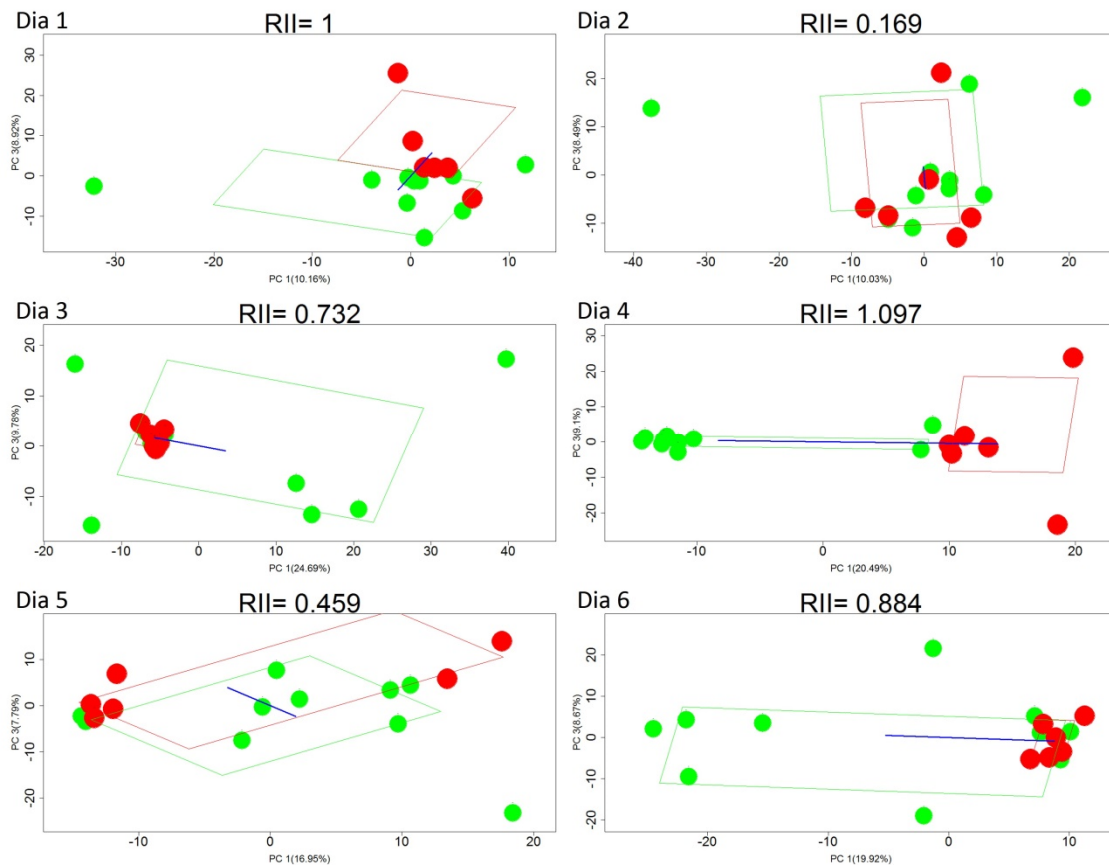 Dia 1
RII= 1
30
20
10
0
-10
PC 3(8.92%)
-30
-20
-10
0
10
PC 1(10.16%)
Dia 2
RII= 0.169
20
10
0
-10
PC 3(8.49%)
-40
-30
-20
-10
0
10
20
PC 1(10.03%)
Dia 3
RII= 0.732
20
10
0
-10
PC 3(9.78%)
-20
-10
0
10
20
30
40
PC 1(24.69%)
Dia 4
RII= 1.097
30
20
10
0
-10
-20
PC 3(9.1%)
-10
0
10
20
PC 1(20.49%)
Dia 5
RII= 0.459
10
0
-10
-20
PC 3(7.79%)
-10
0
10
20
PC 1(16.95%)
Dia 6
RII= 0.884
20
10
0
-10
-20
PC 3(8.67%)
-20
-10
0
10
PC 1(19.92%)